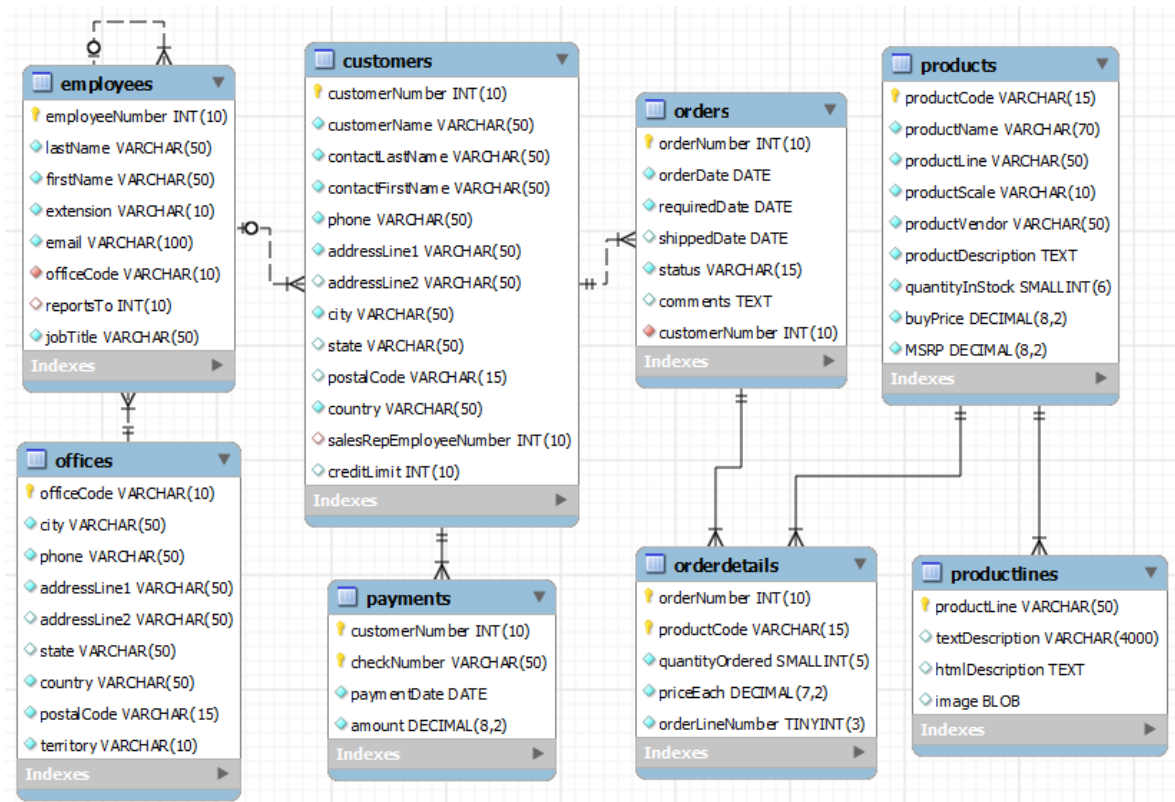 employees
employeeNumber INT(10)
lastName VARCHAR(50)
firstName VARCHAR(50)
extension VARCHAR(10)
email VARCHAR(100)
officeCode VARCHAR(10)
reportsTo INT(10)
jobTitle VARCHAR(50)
Indexes
offices
officeCode VARCHAR(10)
city VARCHAR(50)
phone VARCHAR(50)
addressLine1 VARCHAR(50)
addressLine2 VARCHAR(50)
state VARCHAR(50)
country VARCHAR(50)
postalCode VARCHAR(15)
territory VARCHAR(10)
Indexes
customers
customerNumber INT(10)
customerName VARCHAR(50)
contactLastName VARCHAR(50)
contactFirstName VARCHAR(50)
phone VARCHAR(50)
addressLine1 VARCHAR(50)
addressLine2 VARCHAR(50)
city VARCHAR(50)
state VARCHAR(50)
postalCode VARCHAR(15)
country VARCHAR(50)
salesRepEmployeeNumber INT(10)
creditLimit INT(10)
Indexes
payments
customerNumber INT(10)
checkNumber VARCHAR(50)
paymentDate DATE
amount DECIMAL(8,2)
Indexes
orders
orderNumber INT(10)
orderDate DATE
requiredDate DATE
shippedDate DATE
status VARCHAR(15)
comments TEXT
customerNumber INT(10)
Indexes
orderdetails
orderNumber INT(10)
productCode VARCHAR(15)
quantityOrdered SMALLINT(5)
priceEach DECIMAL(7,2)
orderLineNumber TINYINT(3)
Indexes
products
productCode VARCHAR(15)
productName VARCHAR(70)
productLine VARCHAR(50)
productScale VARCHAR(10)
productVendor VARCHAR(50)
productDescription TEXT
quantityInStock SMALLINT(6)
buyPrice DECIMAL(8,2)
MSRP DECIMAL(8,2)
Indexes
productlines
productLine VARCHAR(50)
textDescription VARCHAR(4000)
htmlDescription TEXT
image BLOB
Indexes